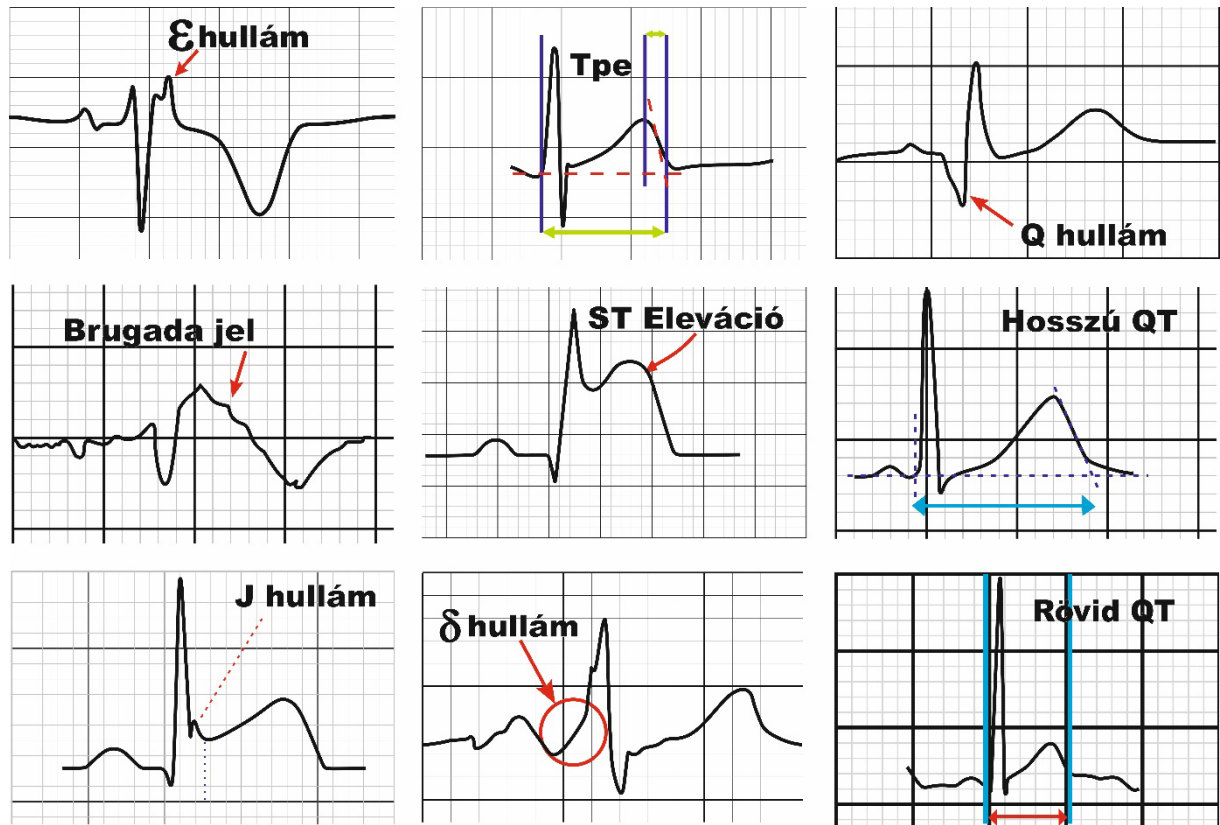 Ɛ hullám
Tpe
Q hullám
Brugada jel
ST Eleváció
Hosszú QT
J hullám
δ hullám
Rövid QT